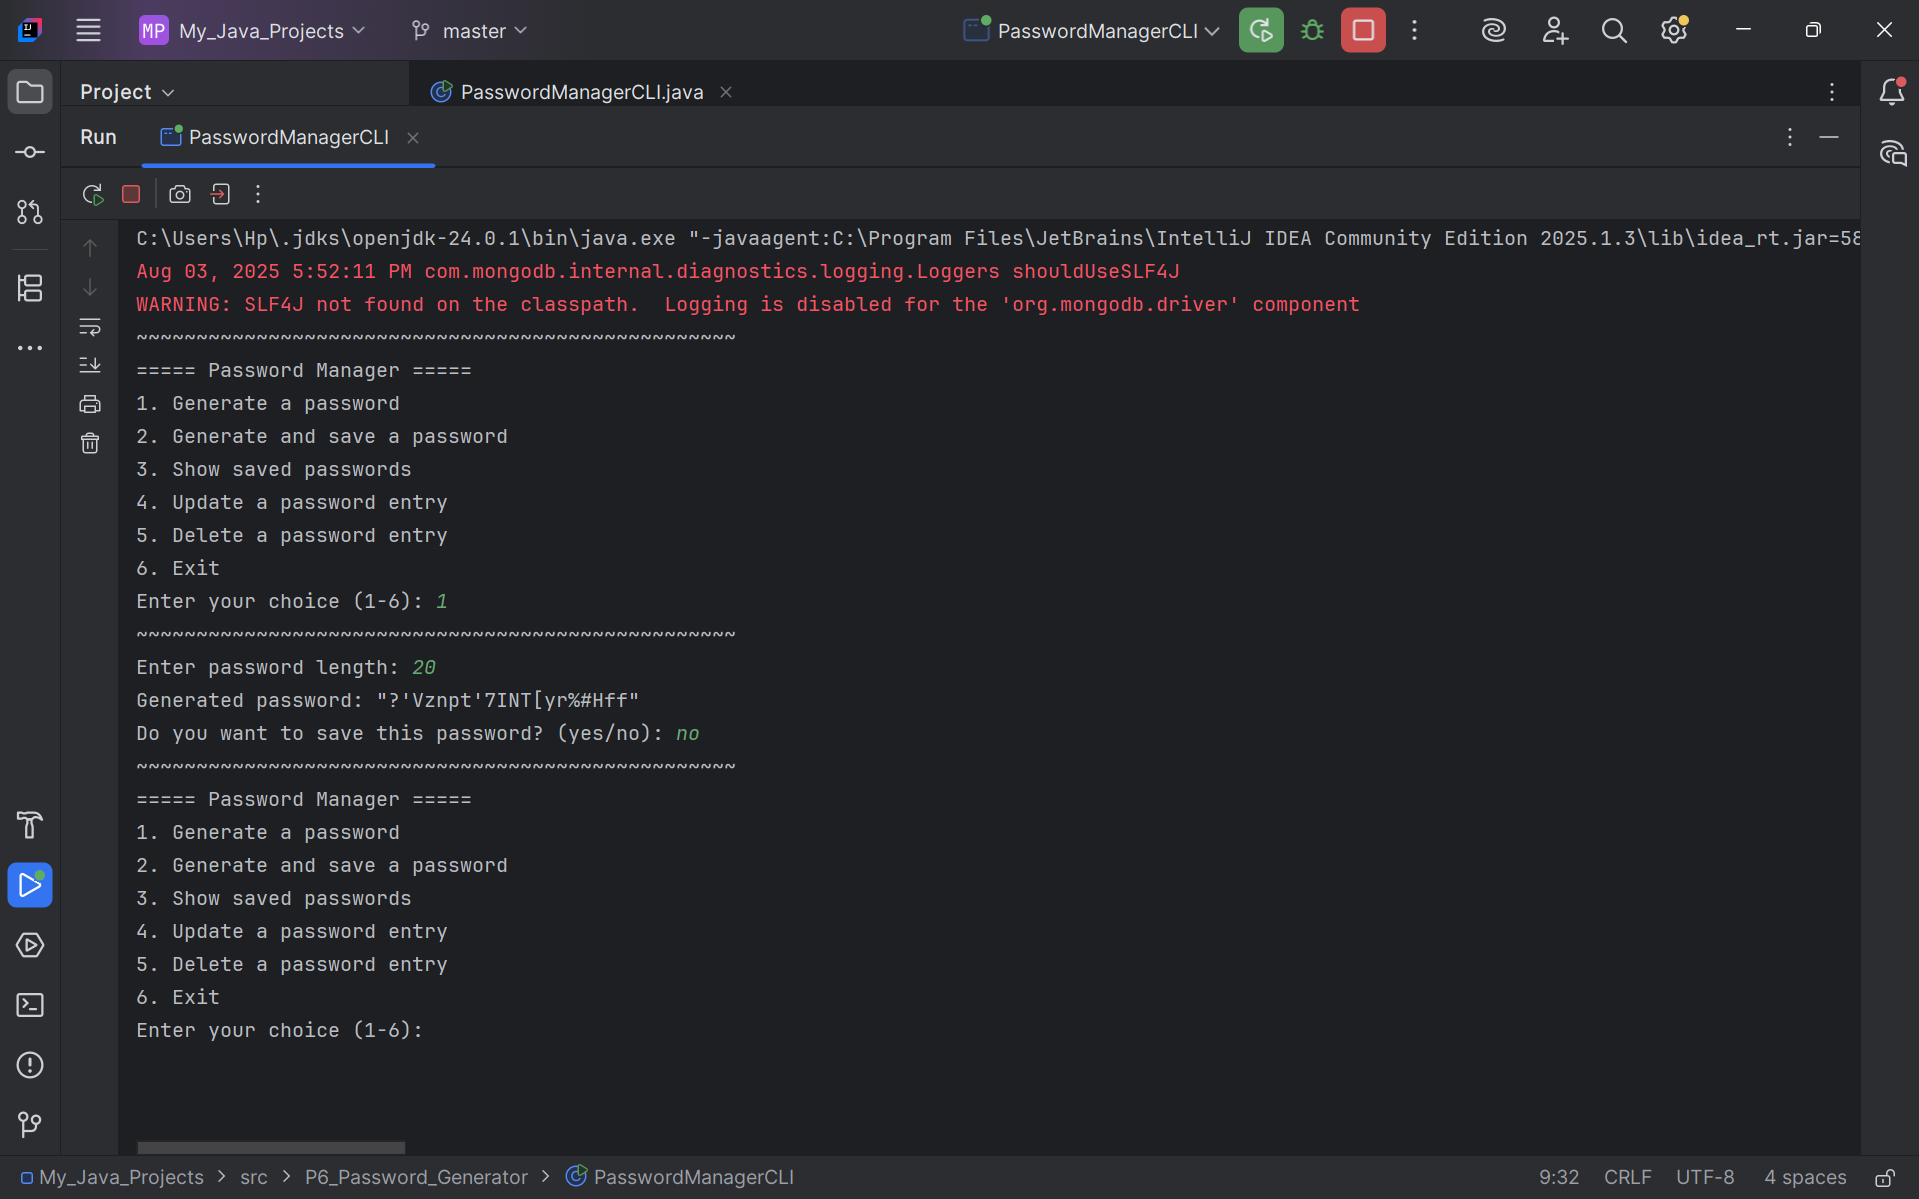 MP My_Java_Projects master PasswordManagerCLI
Project PasswordManagerCLI.java
Run PasswordManagerCLI
C:\Users\Hp\.jdks\openjdk-24.0.1\bin\java.exe "-javaagent:C:\Program Files\JetBrains\IntelliJ IDEA Community Edition 2025.1.3\lib\idea_rt.jar=58
Aug 03, 2025 5:52:11 PM com.mongodb.internal.diagnostics.logging.Loggers shouldUseSLF4J
WARNING: SLF4J not found on the classpath.  Logging is disabled for the 'org.mongodb.driver' component
~~~~~~~~~~~~~~~~~~~~~~~~~~~~~~~~~~~~~~~~~~~~~~~~~~
===== Password Manager =====
1. Generate a password
2. Generate and save a password
3. Show saved passwords
4. Update a password entry
5. Delete a password entry
6. Exit
Enter your choice (1-6): 1
~~~~~~~~~~~~~~~~~~~~~~~~~~~~~~~~~~~~~~~~~~~~~~~~~~
Enter password length: 20
Generated password: "?'Vznpt'7INT[yr%#Hff"
Do you want to save this password? (yes/no): no
~~~~~~~~~~~~~~~~~~~~~~~~~~~~~~~~~~~~~~~~~~~~~~~~~~
===== Password Manager =====
1. Generate a password
2. Generate and save a password
3. Show saved passwords
4. Update a password entry
5. Delete a password entry
6. Exit
Enter your choice (1-6):
My_Java_Projects > src > P6_Password_Generator > PasswordManagerCLI 9:32 CRLF UTF-8 4 spaces